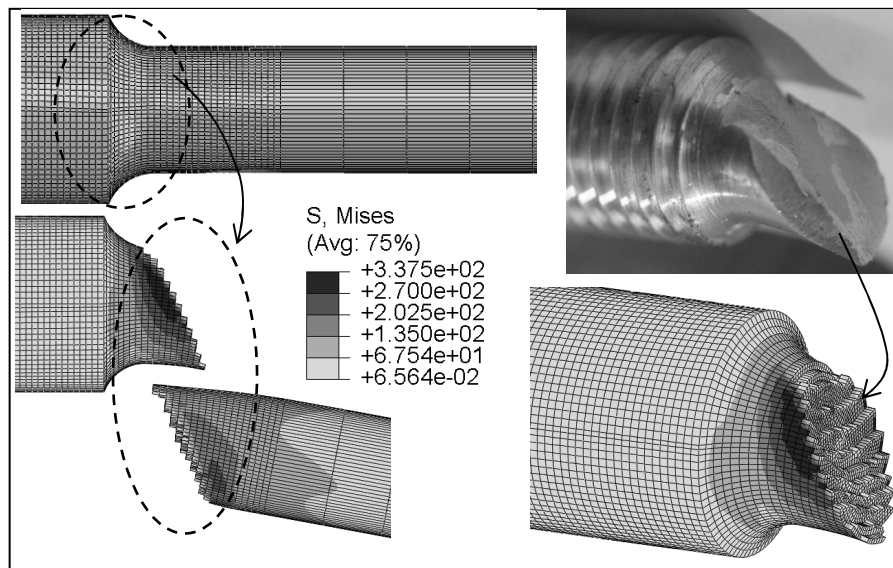 S, Mises
(Avg: 75%)
+3.375e+02
+2.700e+02
+2.025e+02
+1.350e+02
+6.754e+01
+6.564e-02